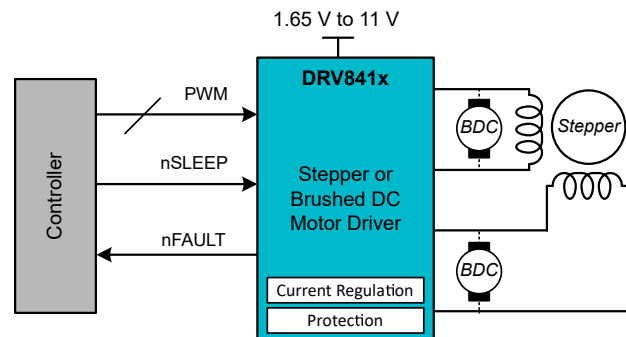 1.65 V to 11 V
DRV841x
PWM
nSLEEP
nFAULT
Controller
Stepper or
Brushed DC
Motor Driver
Current Regulation
Protection
BDC
Stepper
BDC